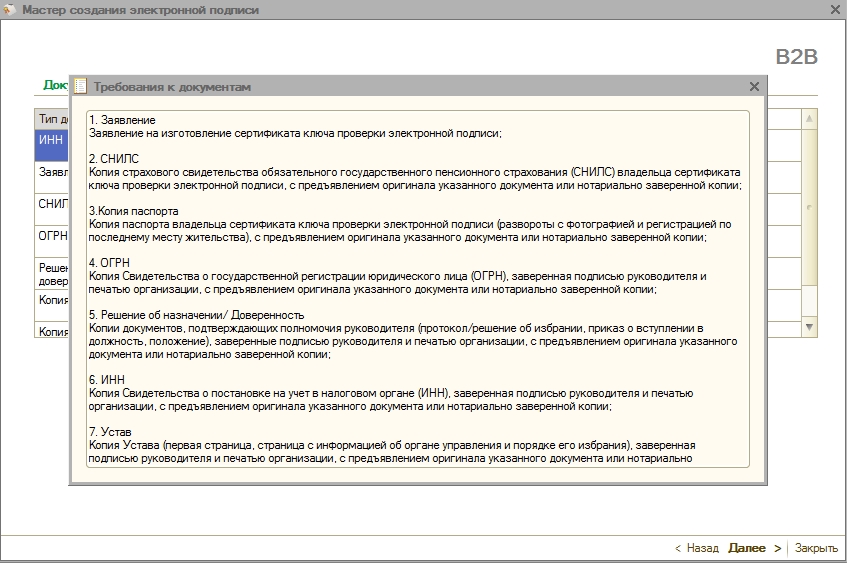 Мастер создания электронной подписи
B2B
Требования к документам
Тип
ИНН
ОГРН
Копия
Копия
1. Заявление
Заявление на изготовление сертификата ключа проверки электронной подписи;
2. СНИЛС
Копия страхового свидетельства обязательного государственного пенсионного страхования (СНИЛС) владельца сертификата
ключа проверки электронной подписи, с предъявлением оригинала указанного документа или нотариально заверенной копии;
3.Копия паспорта
Копия паспорта владельца сертификата ключа проверки электронной подписи (развороты с фотографией и регистрацией по
последнему месту жительства), с предъявлением оригинала указанного документа или нотариально заверенной копии;
4. ОГРН
Копия Свидетельства о государственной регистрации юридического лица (ОГРН), заверенная подписью руководителя и
печатью организации, с предъявлением оригинала указанного документа или нотариально заверенной копии;
5. Решение об назначении/ Доверенность
Копии документов, подтверждающих полномочия руководителя (протокол/решение об избрании, приказ о вступлении в
должность, положение), заверенные подписью руководителя и печатью организации, с предъявлением оригинала указанного
документа или нотариально заверенной копии;
6. ИНН
Копия Свидетельства о постановке на учет в налоговом органе (ИНН), заверенная подписью руководителя и печатью
организации, с предъявлением оригинала указанного документа или нотариально заверенной копии;
7. Устав
Копия Устава (первая страница, страница с информацией об органе управления и порядке его избрания), заверенная
подписью руководителя и печатью организации, с предъявлением оригинала указанного документа или нотариально
< Назад Далее > Закрыть